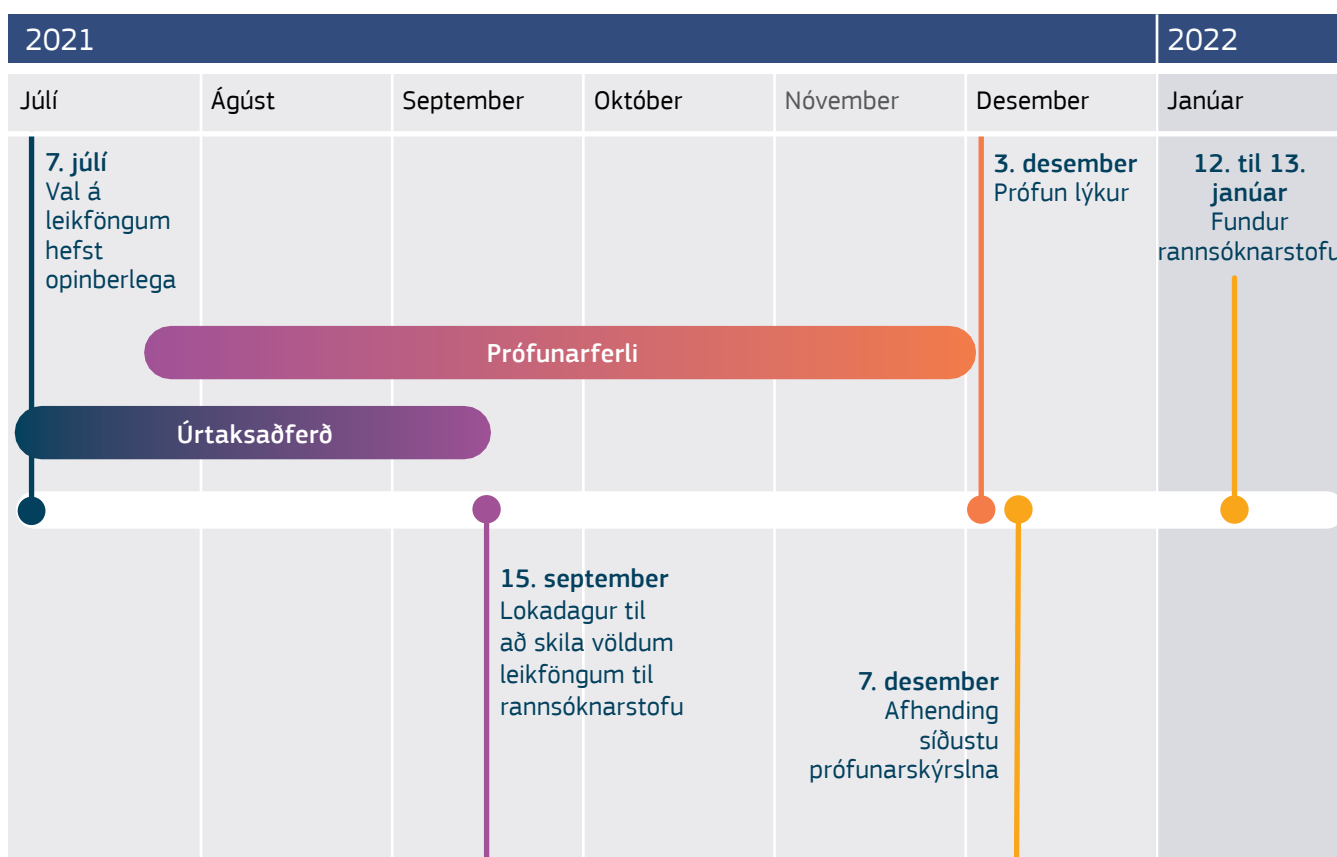 2021
2022
Júlí
Ágúst
September
Október
Nóvember
Desember
Janúar
7. júlí
Val á
leikföngum
hefst
opinberlega
3. desember
Prófun lýkur
12. til 13.
janúar
Fundur
rannsóknarstofu
Prófunarferli
Úrtaksaðferð
15. september
Lokadagur til
að skila völdum
leikföngum til
rannsóknarstofu
7. desember
Afhending
síðustu
prófunarskýrslna